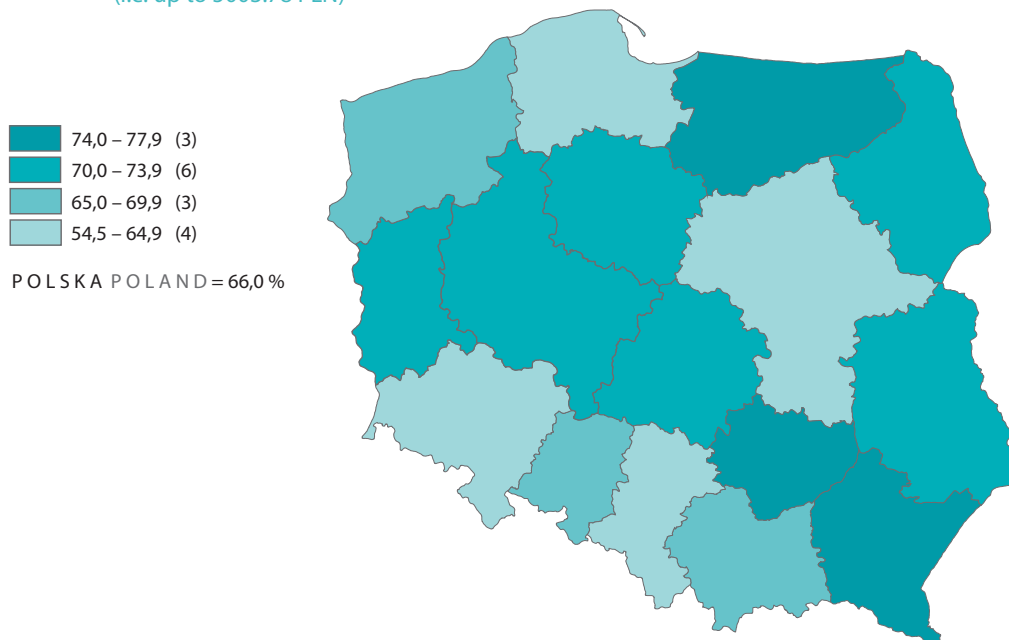 74,0 – 77,9 (3)
70,0 – 73,9 (6)
65,0 – 69,9 (3)
54,5 – 64,9 (4)
POLSKA POLAND = 66,0 %